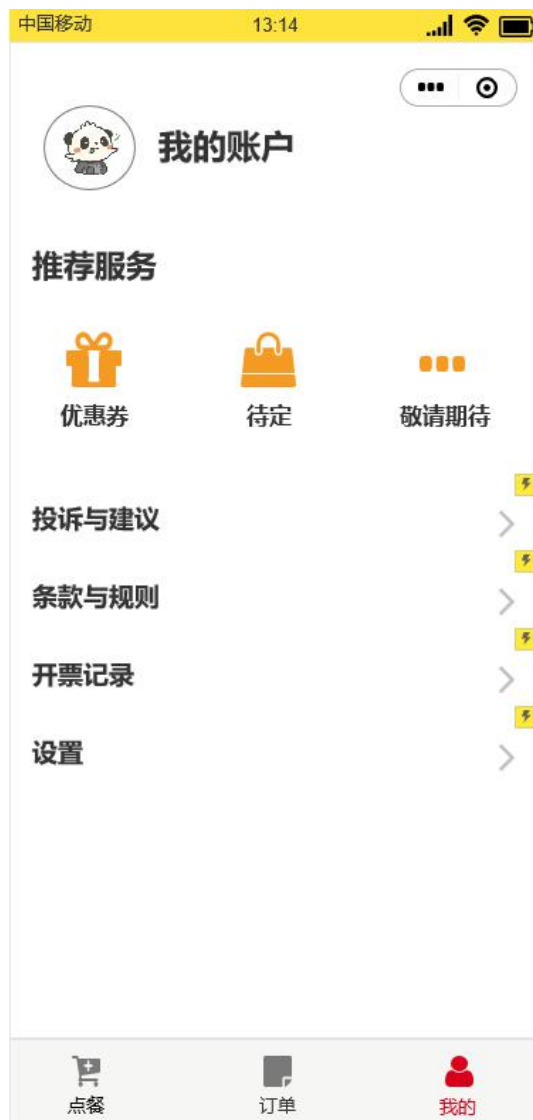 中国移动 13:14
我的账户
推荐服务
优惠券 待定 敬请期待
投诉与建议
条款与规则
开票记录
设置
点餐 订单 我的